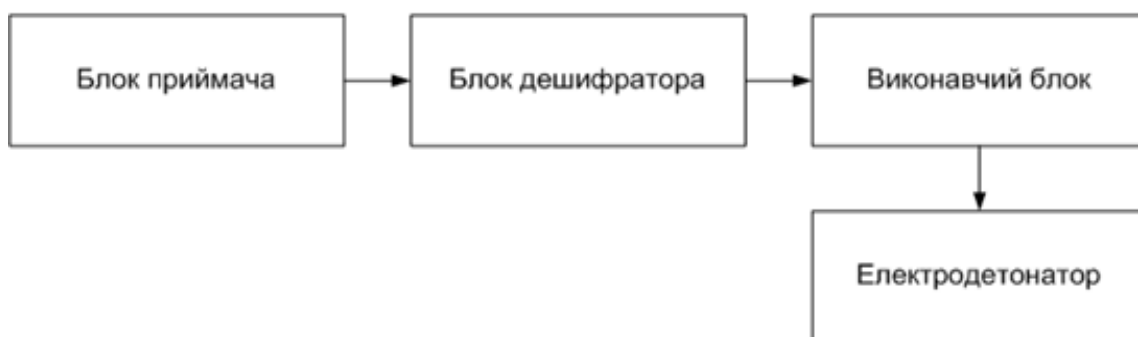 Блок приймача
Блок дешифратора
Виконавчий блок
Електродетонатор